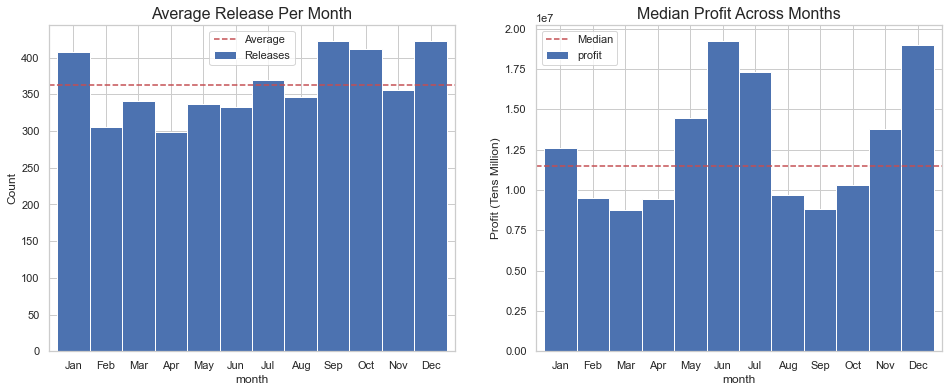 Average Release Per Month
Average
Releases
400
350
300
250
200
150
100
50
0
Count
Jan Feb Mar Apr May Jun Jul Aug Sep Oct Nov Dec
month
Median Profit Across Months
1e7
Median
profit
2.00
1.75
1.50
1.25
1.00
0.75
0.50
0.25
0.00
Profit (Tens Million)
Jan Feb Mar Apr May Jun Jul Aug Sep Oct Nov Dec
month